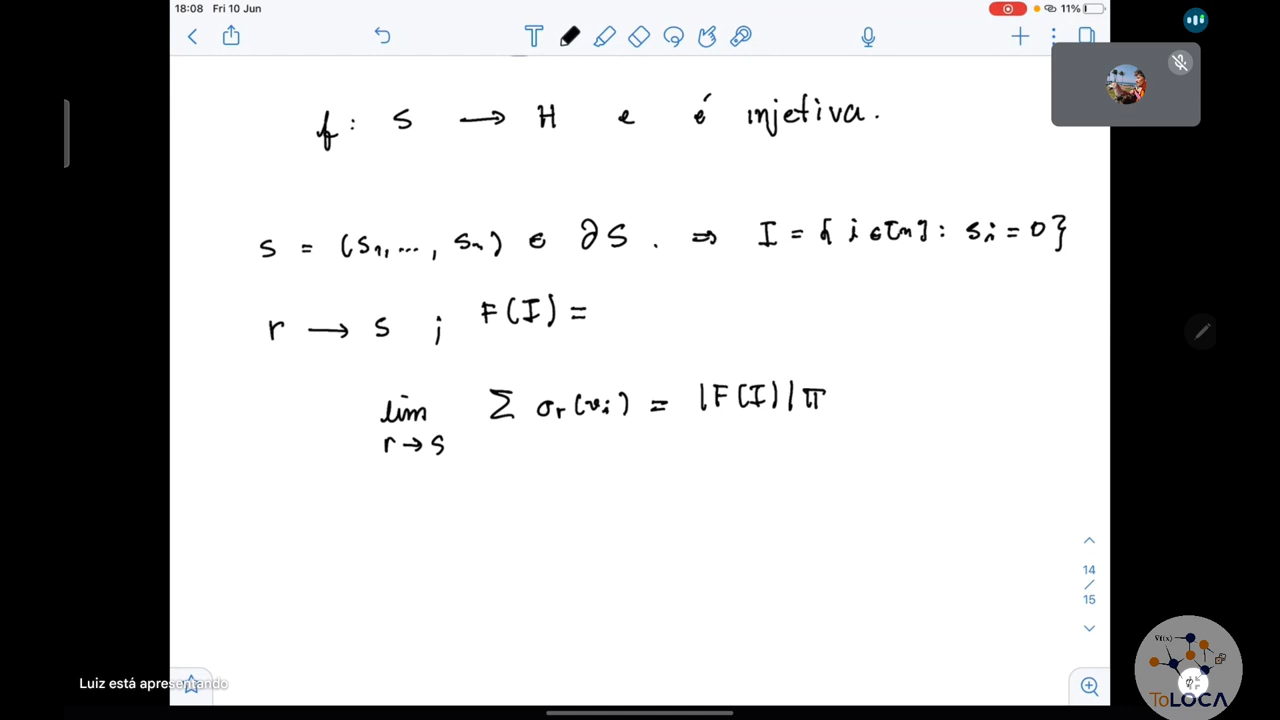 18:08 Fri 10 Jun
11%
f: S → H e é injetiva.
s = (s₁, ..., sₙ) ∈ ∂S . ⇒ I = { i ∈ [n] : sᵢ = 0 }
r → s ; F(I) =
lim Σ σᵣ(vᵢ) = |F(I)| π
r → s
14
/
15
Luiz está apresentando
∇f(x)
ToLOCA